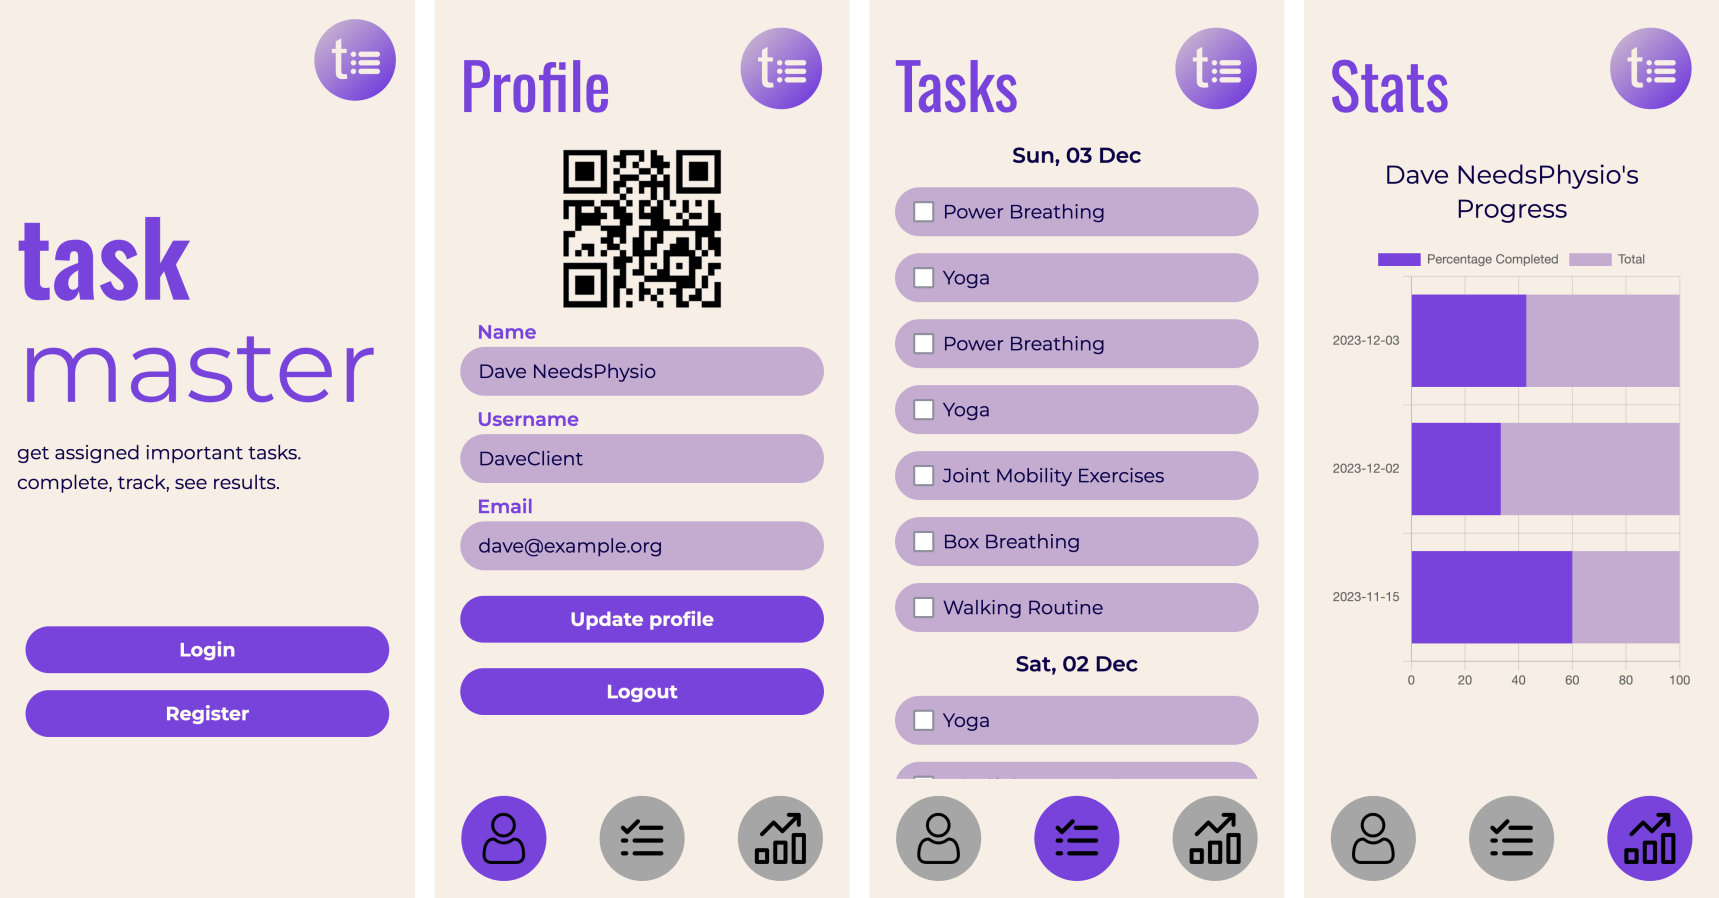 t
task
master
get assigned important tasks.
complete, track, see results.
Login
Register
Profile
t
Name
Dave NeedsPhysio
Username
DaveClient
Email
dave@example.org
Update profile
Logout
Tasks
t
Sun, 03 Dec
Power Breathing
Yoga
Power Breathing
Yoga
Joint Mobility Exercises
Box Breathing
Walking Routine
Sat, 02 Dec
Yoga
Stats
t
Dave NeedsPhysio's
Progress
Percentage Completed
Total
2023-12-03
2023-12-02
2023-11-15
0 20 40 60 80 100